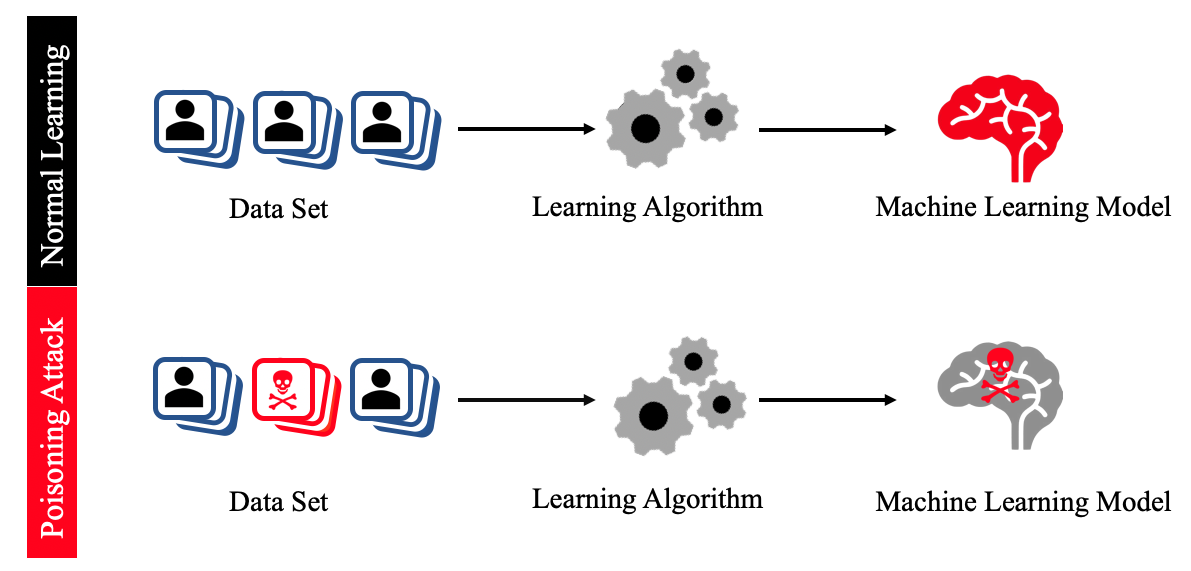 Normal Learning
Data Set
Learning Algorithm
Machine Learning Model
Poisoning Attack
Data Set
Learning Algorithm
Machine Learning Model